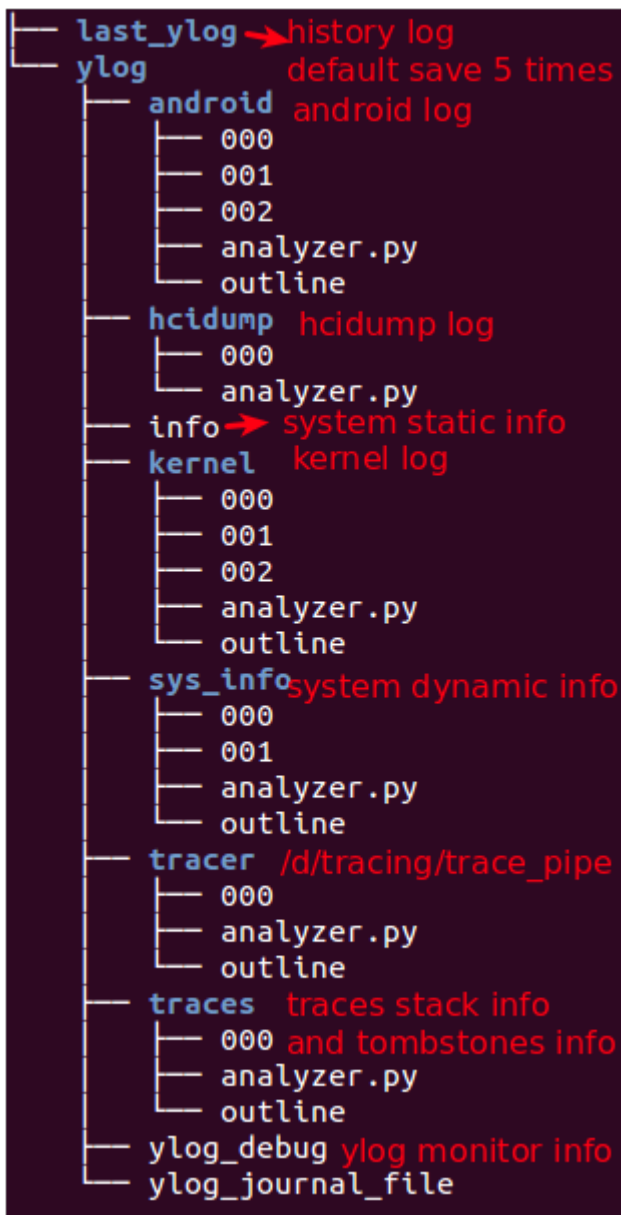 ├── last_ylog history log
└── ylog default save 5 times
├── android android log
│ ├── 000
│ ├── 001
│ ├── 002
│ ├── analyzer.py
│ └── outline
├── hcidump hcidump log
│ ├── 000
│ └── analyzer.py
├── info system static info
├── kernel kernel log
│ ├── 000
│ ├── 001
│ ├── 002
│ ├── analyzer.py
│ └── outline
├── sys_info system dynamic info
│ ├── 000
│ ├── 001
│ ├── analyzer.py
│ └── outline
├── tracer /d/tracing/trace_pipe
│ ├── 000
│ ├── analyzer.py
│ └── outline
├── traces traces stack info
│ ├── 000 and tombstones info
│ ├── analyzer.py
│ └── outline
├── ylog_debug ylog monitor info
└── ylog_journal_file